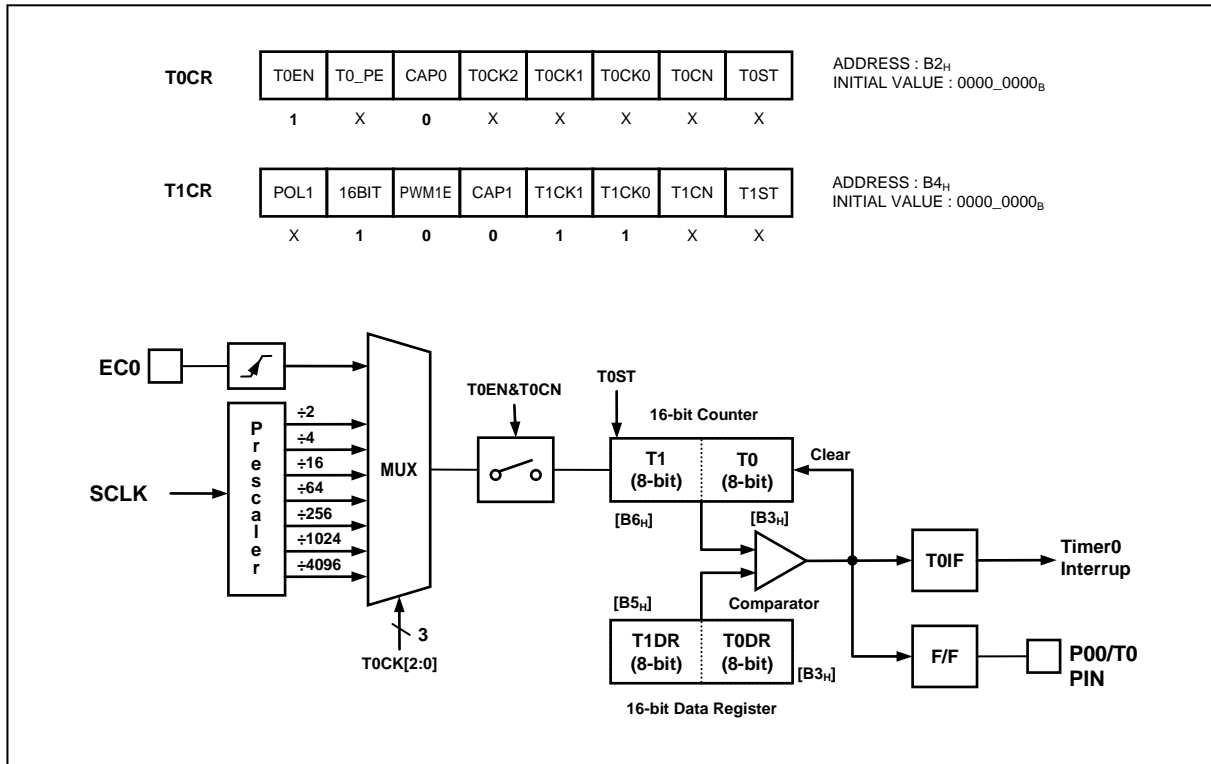 T0CR T0EN T0_PE CAP0 T0CK2 T0CK1 T0CK0 T0CN T0ST ADDRESS : B2H
INITIAL VALUE : 0000_0000B
1 X 0 X X X X X
T1CR POL1 16BIT PWM1E CAP1 T1CK1 T1CK0 T1CN T1ST ADDRESS : B4H
INITIAL VALUE : 0000_0000B
X 1 0 0 1 1 X X
EC0
SCLK
Prescaler
÷2
÷4
÷16
÷64
÷256
÷1024
÷4096
MUX
3
T0CK[2:0]
T0EN&T0CN
T0ST
16-bit Counter
T1
(8-bit)
T0
(8-bit)
Clear
[B6H]
[B3H]
Comparator
[B5H]
T1DR
(8-bit)
T0DR
(8-bit)
[B3H]
16-bit Data Register
T0IF
Timer0
Interrup
F/F
P00/T0
PIN